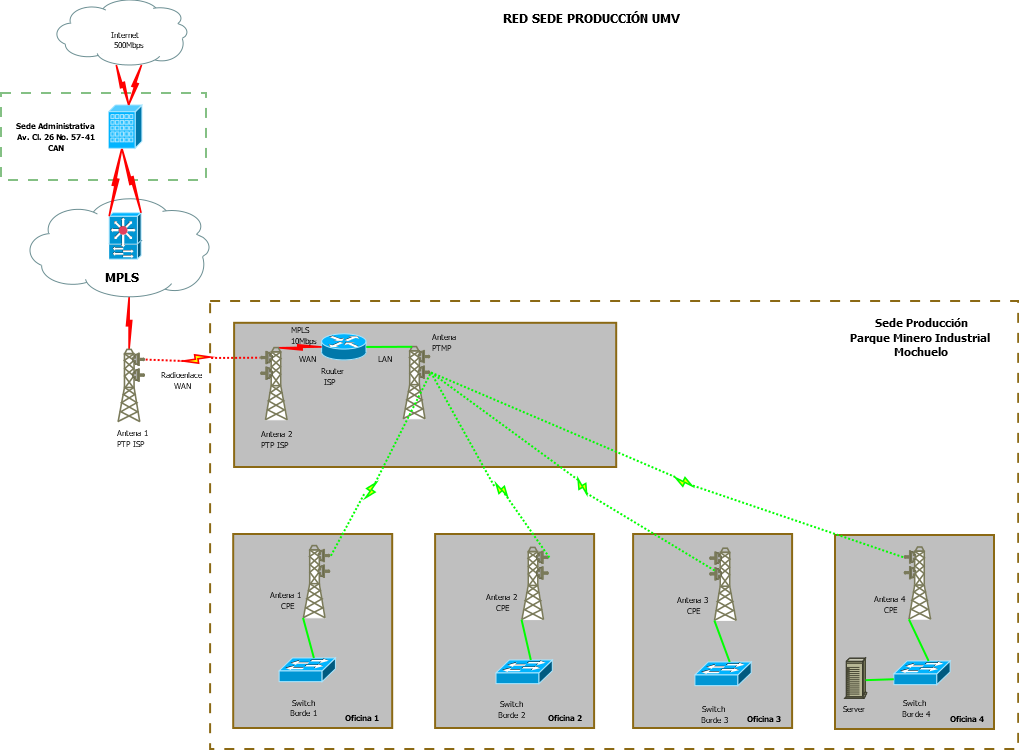 RED SEDE PRODUCCIÓN UMV
Internet
500Mbps
Sede Administrativa
Av. Cl. 26 No. 57-41
CAN
MPLS
Sede Producción
Parque Minero Industrial
Mochuelo
MPLS
10Mbps
WAN
Router
ISP
LAN
Antena
PTMP
Radioenlace
WAN
Antena 1
PTP ISP
Antena 2
PTP ISP
Antena 1
CPE
Switch
Borde 1
Oficina 1
Antena 2
CPE
Switch
Borde 2
Oficina 2
Antena 3
CPE
Switch
Borde 3
Oficina 3
Antena 4
CPE
Server
Switch
Borde 4
Oficina 4